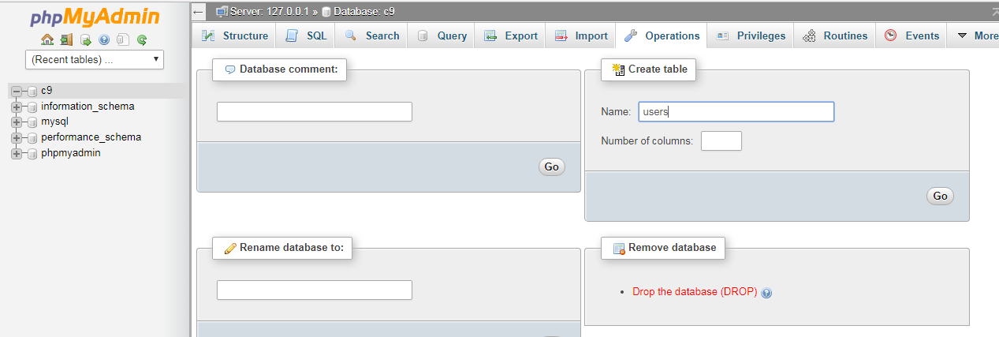 phpMyAdmin
(Recent tables) ...
c9
information_schema
mysql
performance_schema
phpmyadmin
Server: 127.0.0.1 » Database: c9
Structure SQL Search Query Export Import Operations Privileges Routines Events More
Database comment:
Go
Create table
Name: users
Number of columns:
Go
Rename database to:
Remove database
Drop the database (DROP)